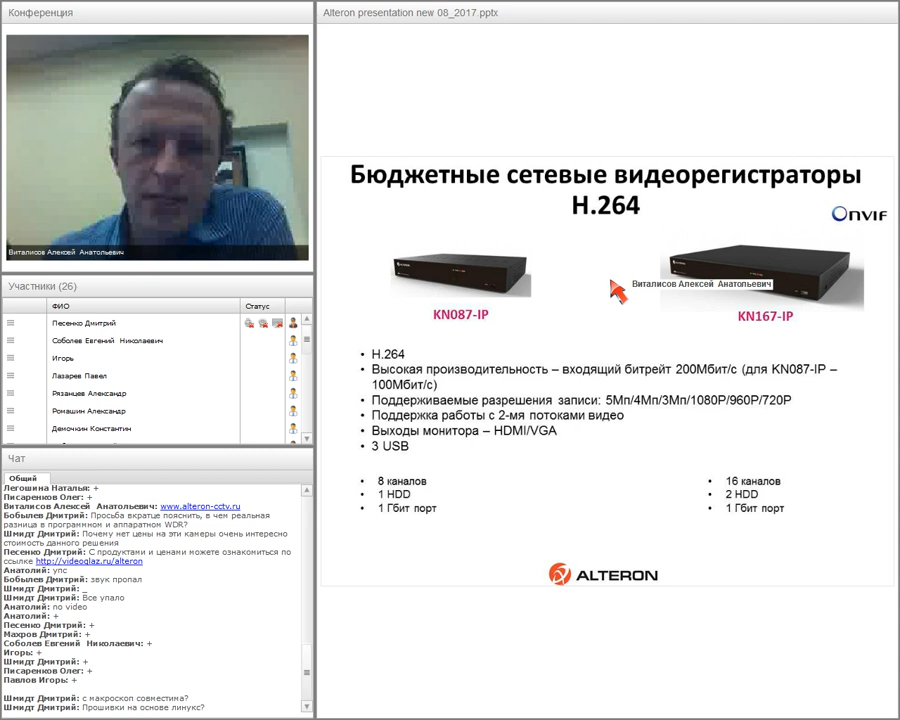 Конференция
Виталисов Алексей  Анатольевич
Участники (26)
ФИО
Статус
Песенко Дмитрий
Соболев Евгений  Николаевич
Игорь
Лазарев Павел
Рязанцев Александр
Ромашин Александр
Демочкин Константин
Чат
Общий
Легошина Наталья: +
Писаренков Олег: +
Виталисов Алексей  Анатольевич: www.alteron-cctv.ru
Бобылев Дмитрий: Просьба вкратце пояснить, в чем реальная
разница в программном и аппаратном WDR?
Шмидт Дмитрий: Почему нет цены на эти камеры очень интересно
стоимость данного решения
Песенко Дмитрий: С продуктами и ценами можете ознакомиться по
ссылке http://videoglaz.ru/alteron
Анатолий: упс
Бобылев Дмитрий: звук пропал
Шмидт Дмитрий: _
Шмидт Дмитрий: Все упало
Анатолий: no video
Анатолий: +
Песенко Дмитрий: +
Махров Дмитрий: +
Соболев Евгений  Николаевич: +
Игорь: +
Шмидт Дмитрий: +
Писаренков Олег: +
Павлов Игорь: +
Шмидт Дмитрий: с макроскоп совместима?
Шмидт Дмитрий: Прошивки на основе линукс?
Alteron presentation new 08_2017.pptx
Бюджетные сетевые видеорегистраторы
H.264
ONVIF
Виталисов Алексей  Анатольевич
KN087-IP
KN167-IP
• H.264
• Высокая производительность – входящий битрейт 200Мбит/с (для KN087-IP –
100Мбит/с)
• Поддерживаемые разрешения записи: 5Мп/4Мп/3Мп/1080P/960P/720P
• Поддержка работы с 2-мя потоками видео
• Выходы монитора – HDMI/VGA
• 3 USB
• 8 каналов
• 1 HDD
• 1 Гбит порт
• 16 каналов
• 2 HDD
• 1 Гбит порт
ALTERON